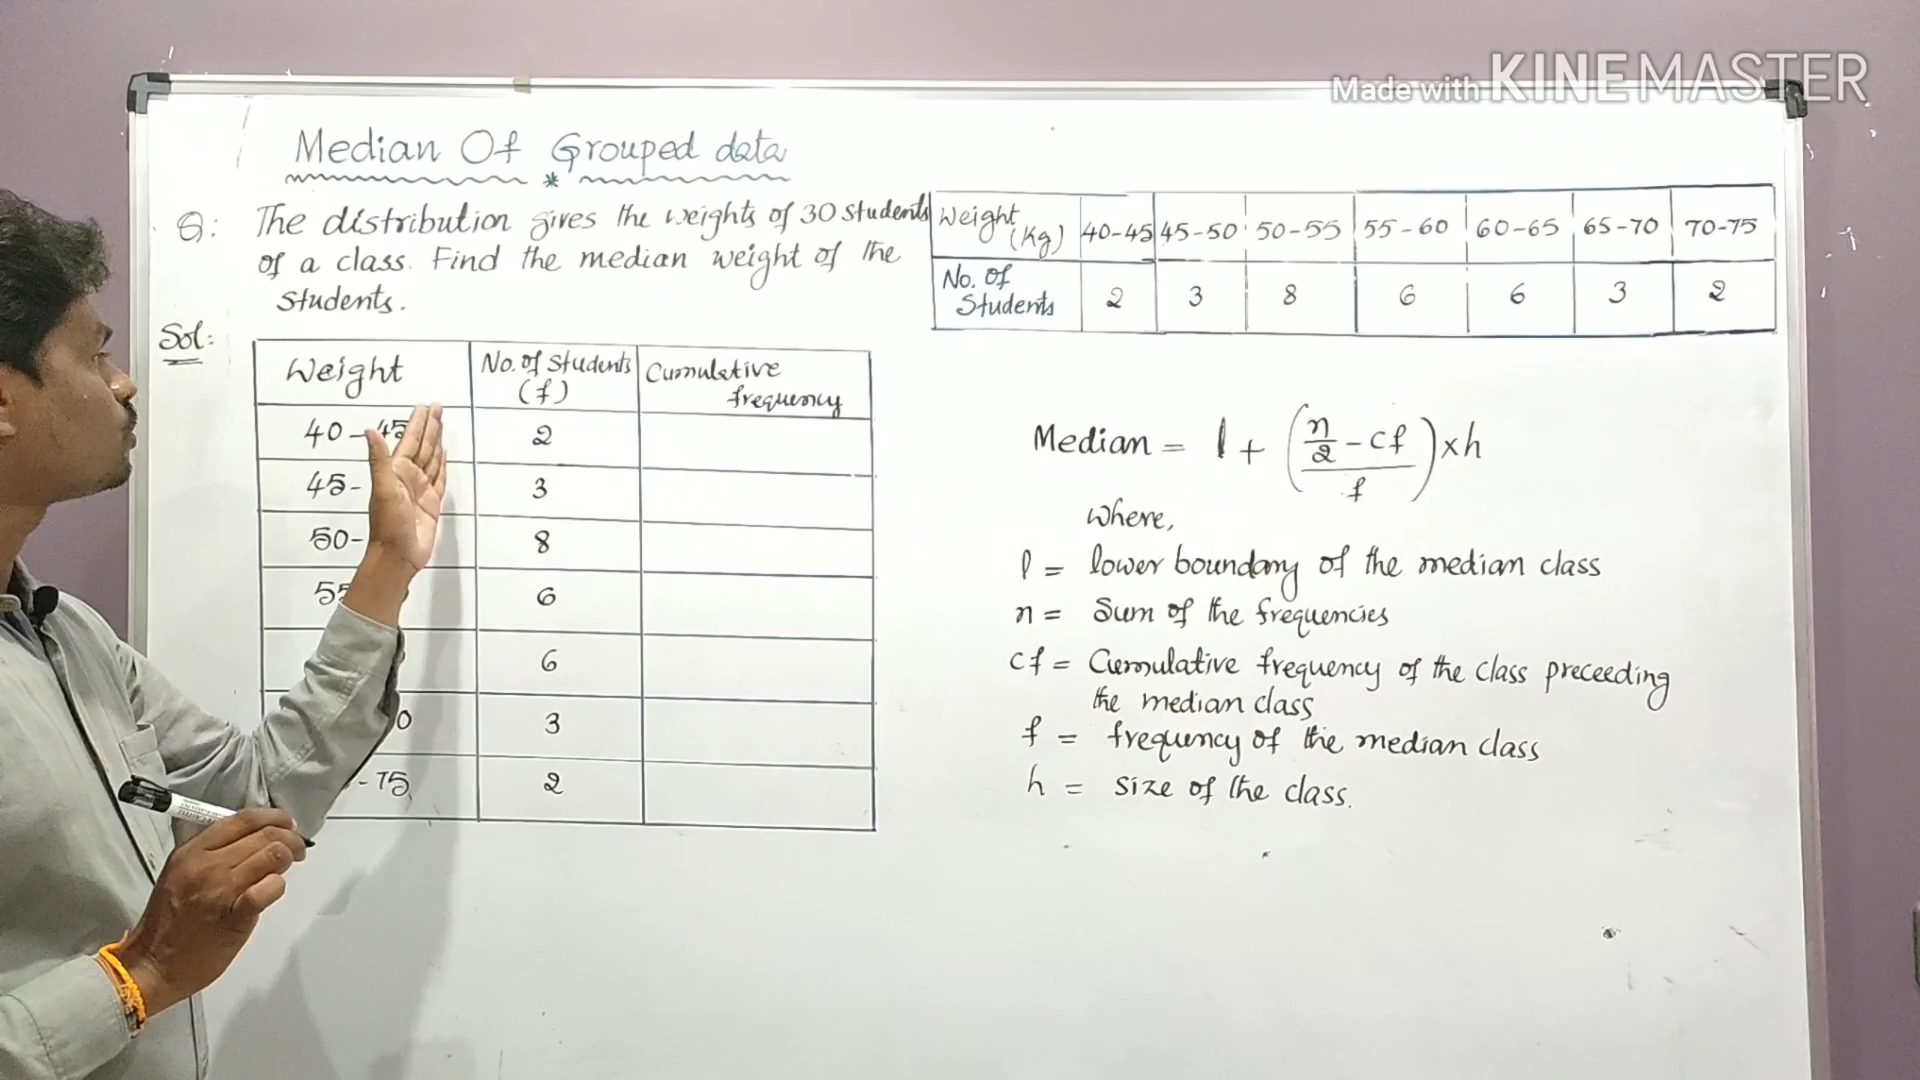 Made with KINEMASTER
Median Of Grouped data
Q: The distribution gives the weights of 30 students
of a class. Find the median weight of the
students.
Weight (Kg) 40-45 45-50 50-55 55-60 60-65 65-70 70-75
No. of Students 2 3 8 6 6 3 2
Sol:
Weight No. of Students (f) Cumulative frequency
40-45 2
45- 3
50- 8
55 6
6
0 3
-75 2
Median = l + (n/2 - cf / f) x h
where,
l = lower boundary of the median class
n = Sum of the frequencies
cf = Cumulative frequency of the class preceeding
the median class
f = frequency of the median class
h = size of the class.